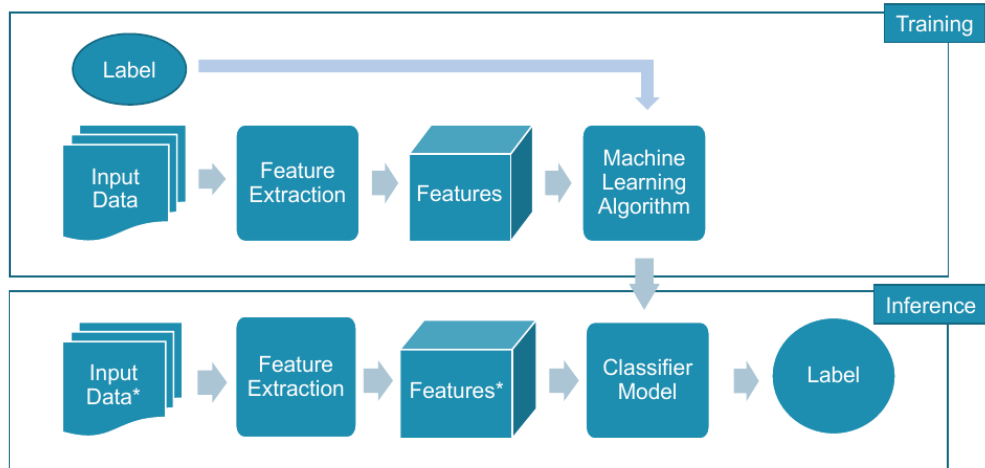 Training
Label
Input
Data
Feature
Extraction
Features
Machine
Learning
Algorithm
Inference
Input
Data*
Feature
Extraction
Features*
Classifier
Model
Label